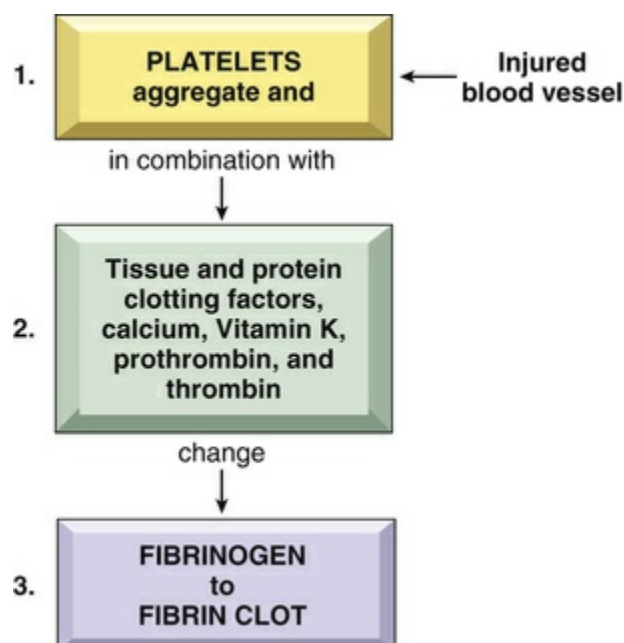 1.
PLATELETS
aggregate and
Injured
blood vessel
in combination with
2.
Tissue and protein
clotting factors,
calcium, Vitamin K,
prothrombin, and
thrombin
change
3.
FIBRINOGEN
to
FIBRIN CLOT